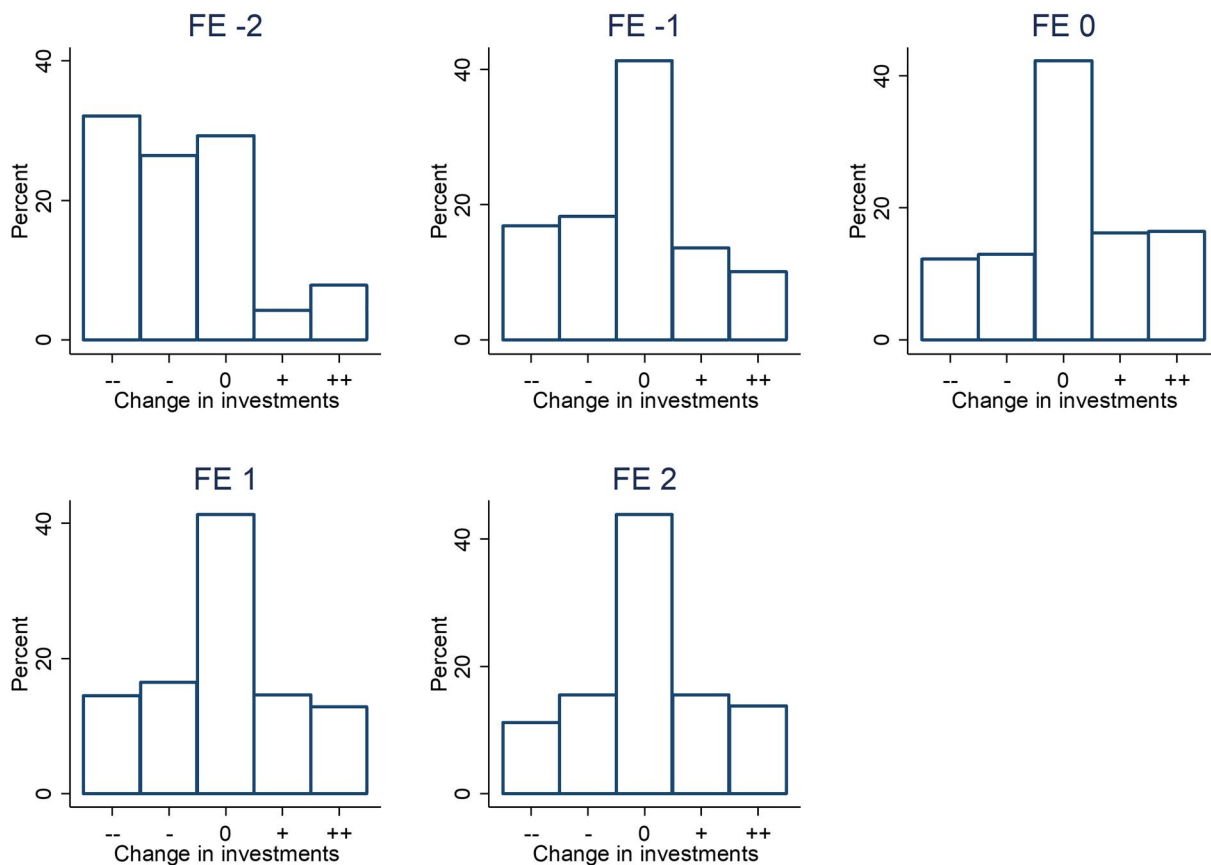 FE -2
Percent
40
20
0
-- - 0 + ++
Change in investments
FE -1
Percent
40
20
0
-- - 0 + ++
Change in investments
FE 0
Percent
40
20
0
-- - 0 + ++
Change in investments
FE 1
Percent
40
20
0
-- - 0 + ++
Change in investments
FE 2
Percent
40
20
0
-- - 0 + ++
Change in investments